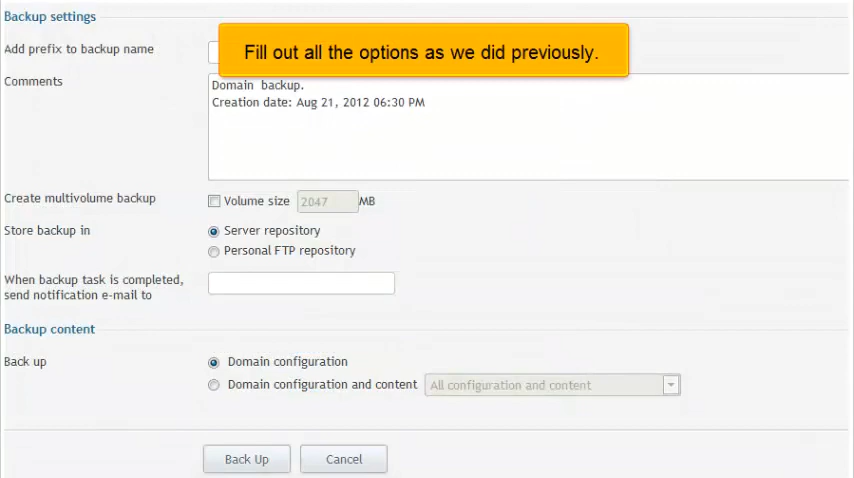 Backup settings
Fill out all the options as we did previously.
Add prefix to backup name
Comments
Domain backup.
Creation date: Aug 21, 2012 06:30 PM
Create multivolume backup
Volume size 2047 MB
Store backup in
Server repository
Personal FTP repository
When backup task is completed,
send notification e-mail to
Backup content
Back up
Domain configuration
Domain configuration and content All configuration and content
Back Up Cancel